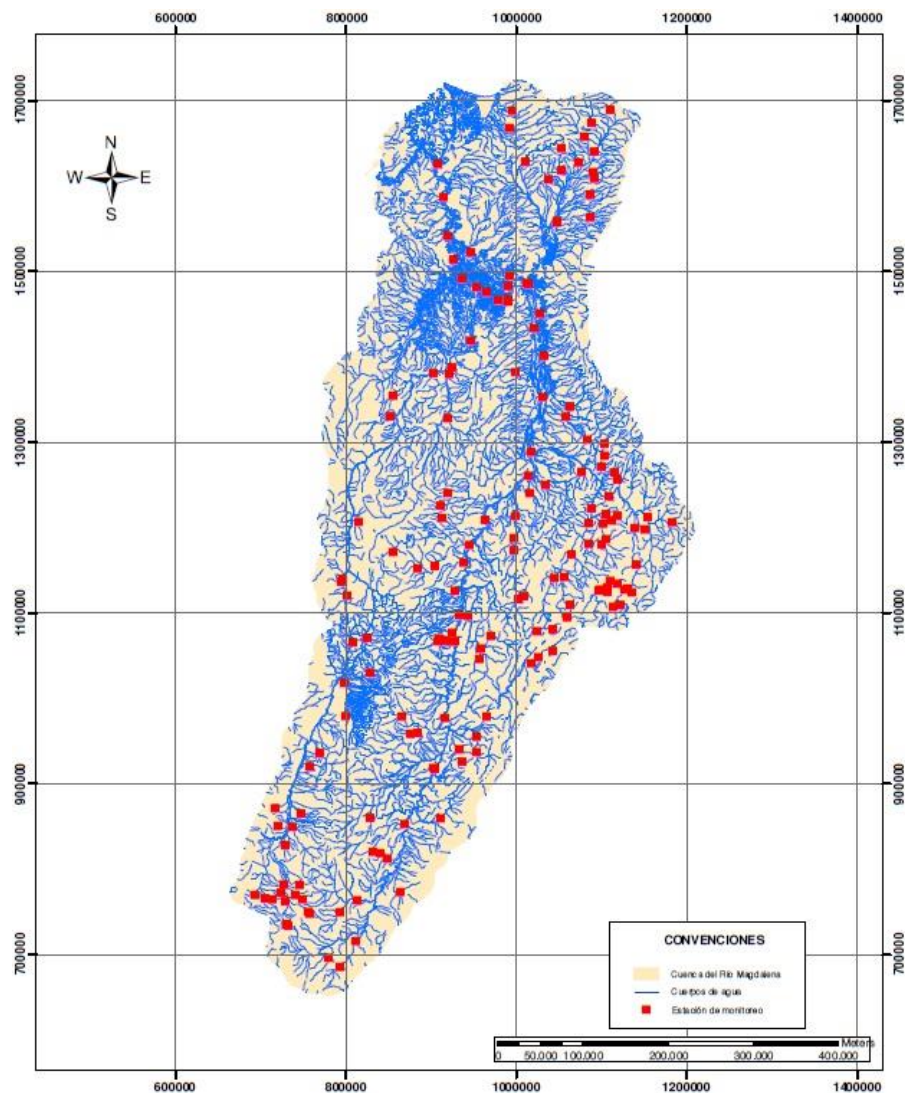 600000 800000 1000000 1200000 1400000
1700000 1700000
N
W E
S
1500000 1500000
1300000 1300000
1100000 1100000
900000 900000
700000 700000
CONVENCIONES
Cuenca del Río Magdalena
Cuerpos de agua
Estación de monitoreo
Meters
0 50.000 100.000 200.000 300.000 400.000
600000 800000 1000000 1200000 1400000